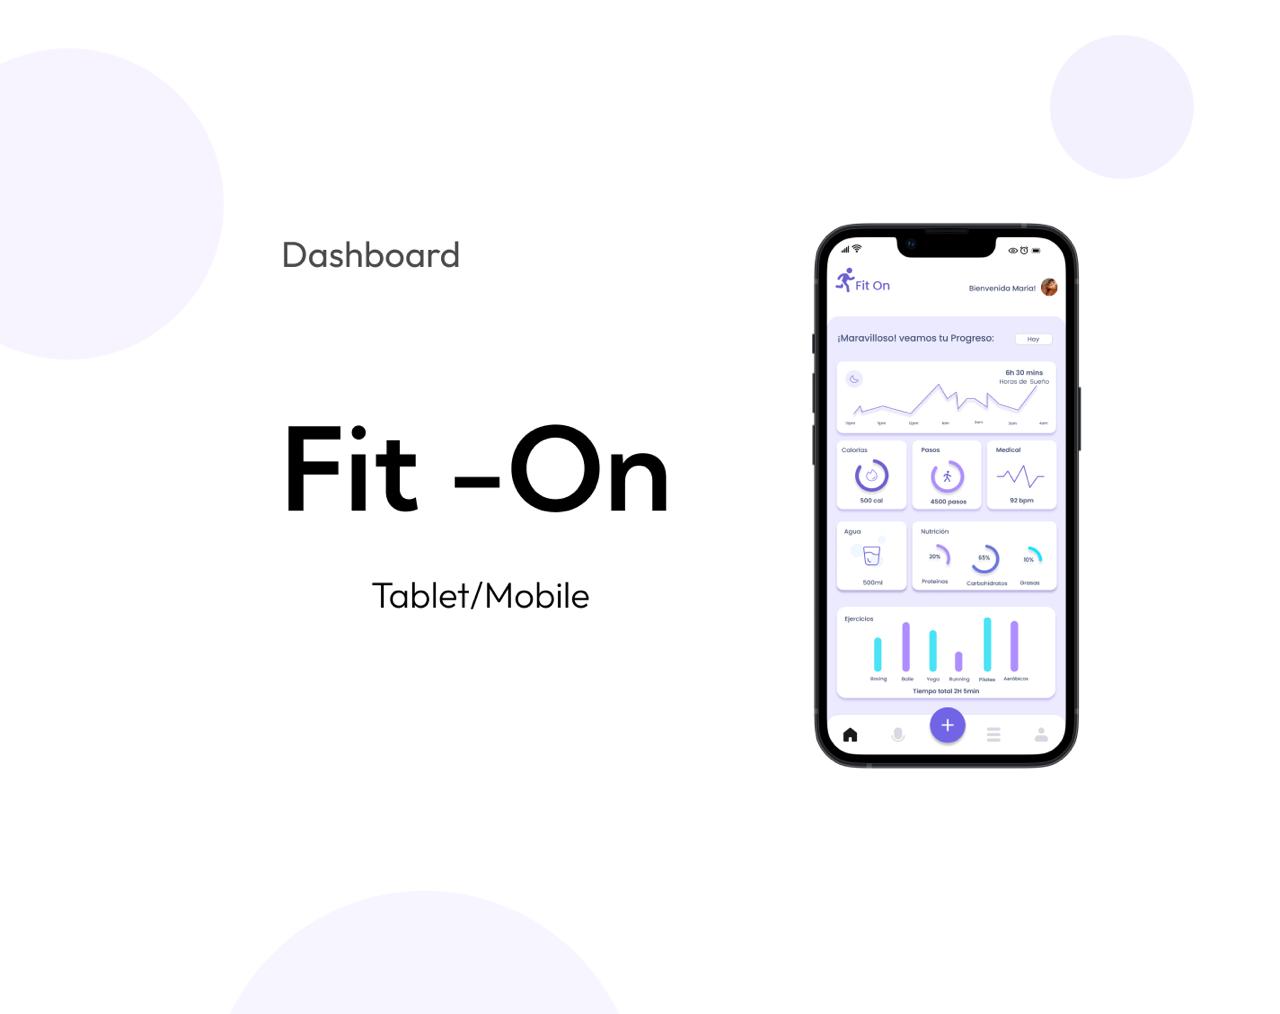 Dashboard
Fit -On
Tablet/Mobile
Fit On
Bienvenida Maria!
¡Maravilloso! veamos tu Progreso:
Hoy
6h 30 mins
Horas de Sueño
Calorías
Pasos
Medical
500 cal
4500 pasos
92 bpm
Agua
Nutrición
20%
65%
10%
500ml
Proteínas
Carbohidratos
Grasas
Ejercicios
Boxing Baile Yoga Running Pilates Aeróbicos
Tiempo total 2H 5min